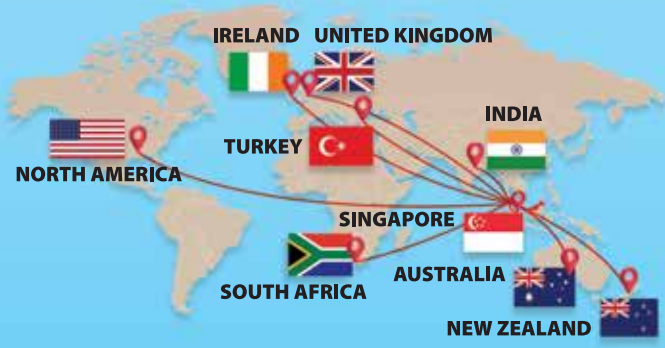 IRELAND
UNITED KINGDOM
INDIA
TURKEY
NORTH AMERICA
SINGAPORE
AUSTRALIA
SOUTH AFRICA
NEW ZEALAND